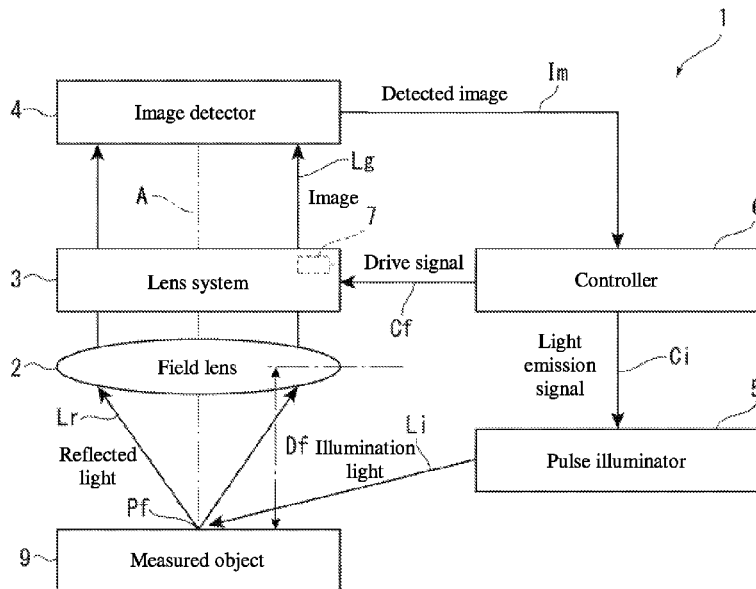 1
4
Image detector
Detected image
Im
Lg
A
Image
7
6
3
Lens system
Drive signal
Cf
Controller
2
Field lens
Light
emission
signal
Ci
5
Lr
Reflected
light
Df
Illumination
light
Li
Pulse illuminator
Pf
9
Measured object